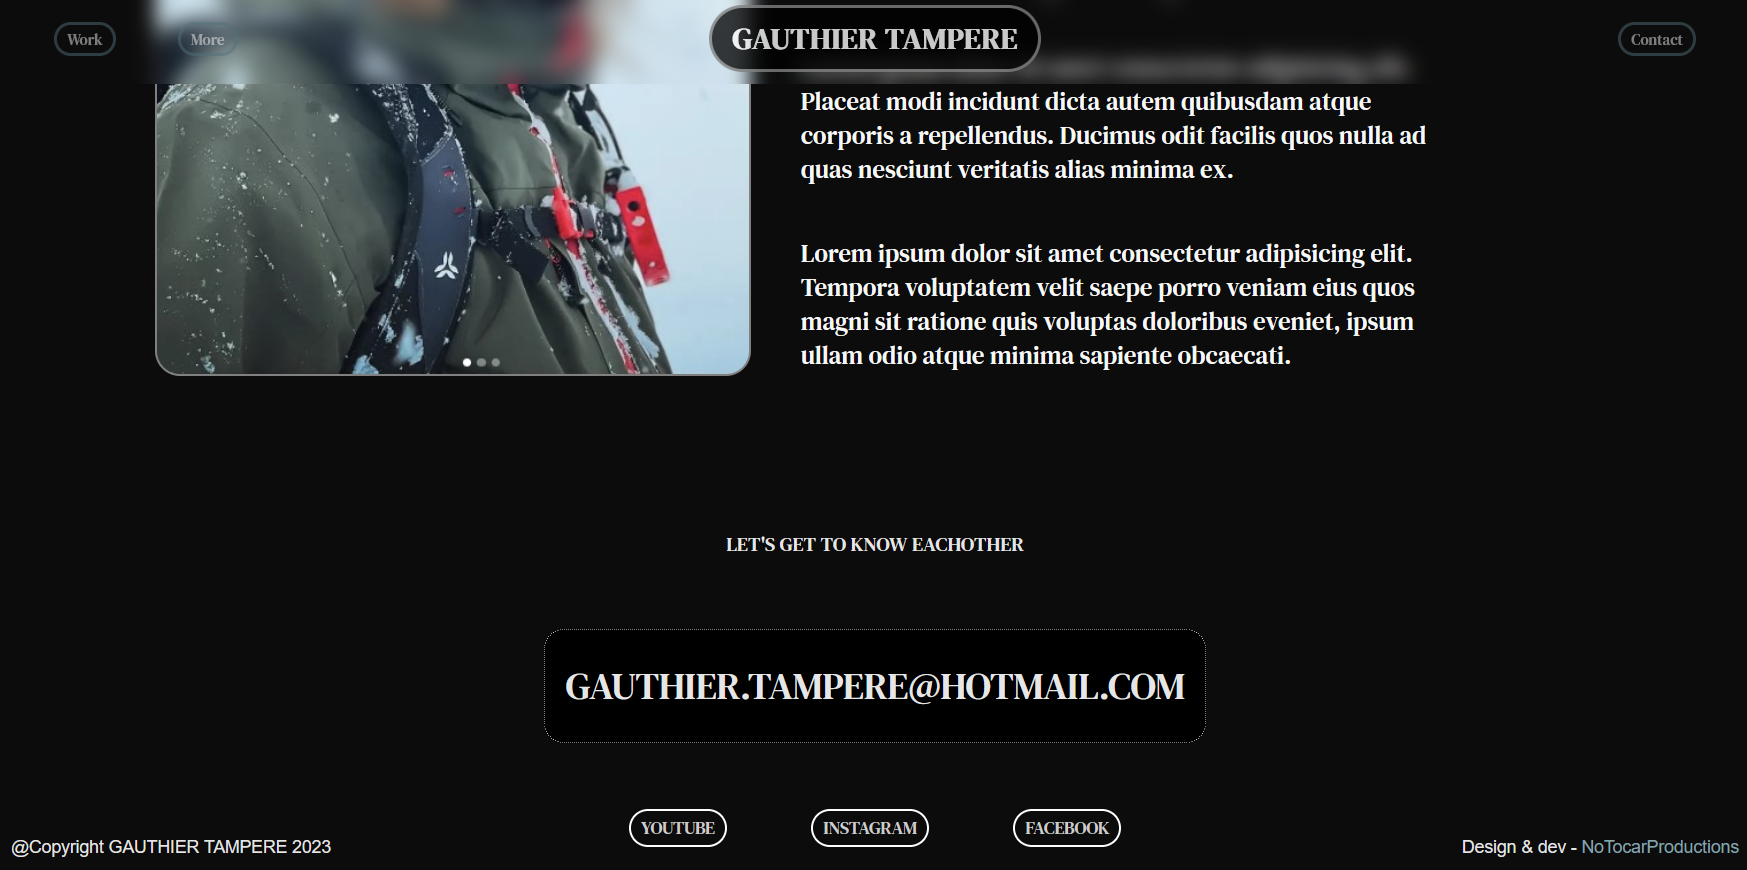 Work
More
GAUTHIER TAMPERE
Contact
Placeat modi incidunt dicta autem quibusdam atque
corporis a repellendus. Ducimus odit facilis quos nulla ad
quas nesciunt veritatis alias minima ex.
Lorem ipsum dolor sit amet consectetur adipisicing elit.
Tempora voluptatem velit saepe porro veniam eius quos
magni sit ratione quis voluptas doloribus eveniet, ipsum
ullam odio atque minima sapiente obcaecati.
LET'S GET TO KNOW EACHOTHER
GAUTHIER.TAMPERE@HOTMAIL.COM
YOUTUBE
INSTAGRAM
FACEBOOK
@Copyright GAUTHIER TAMPERE 2023
Design & dev - NoTocarProductions